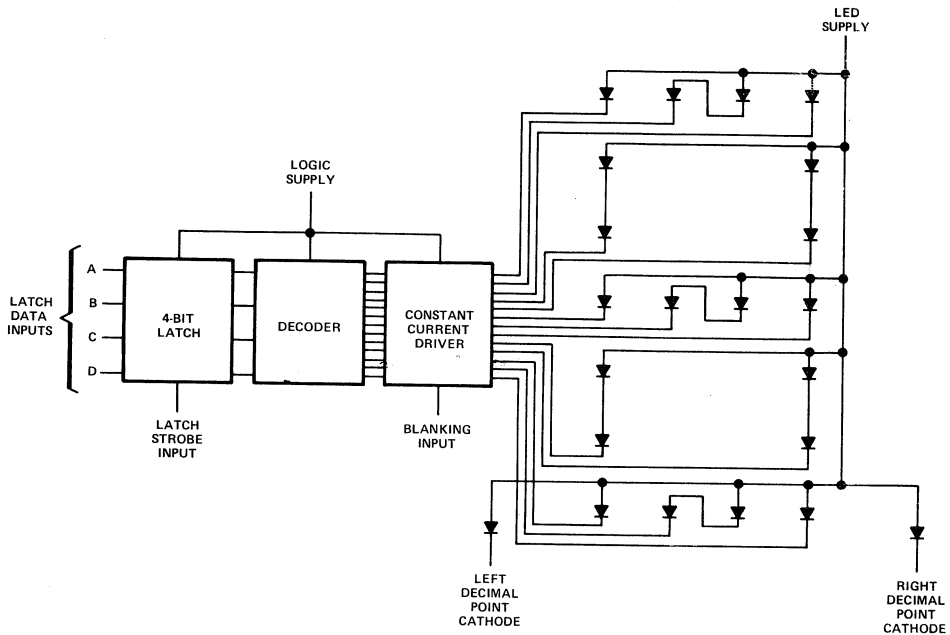 LED
SUPPLY
LOGIC
SUPPLY
LATCH
DATA
INPUTS
A
B
C
D
4-BIT
LATCH
DECODER
CONSTANT
CURRENT
DRIVER
LATCH
STROBE
INPUT
BLANKING
INPUT
LEFT
DECIMAL
POINT
CATHODE
RIGHT
DECIMAL
POINT
CATHODE